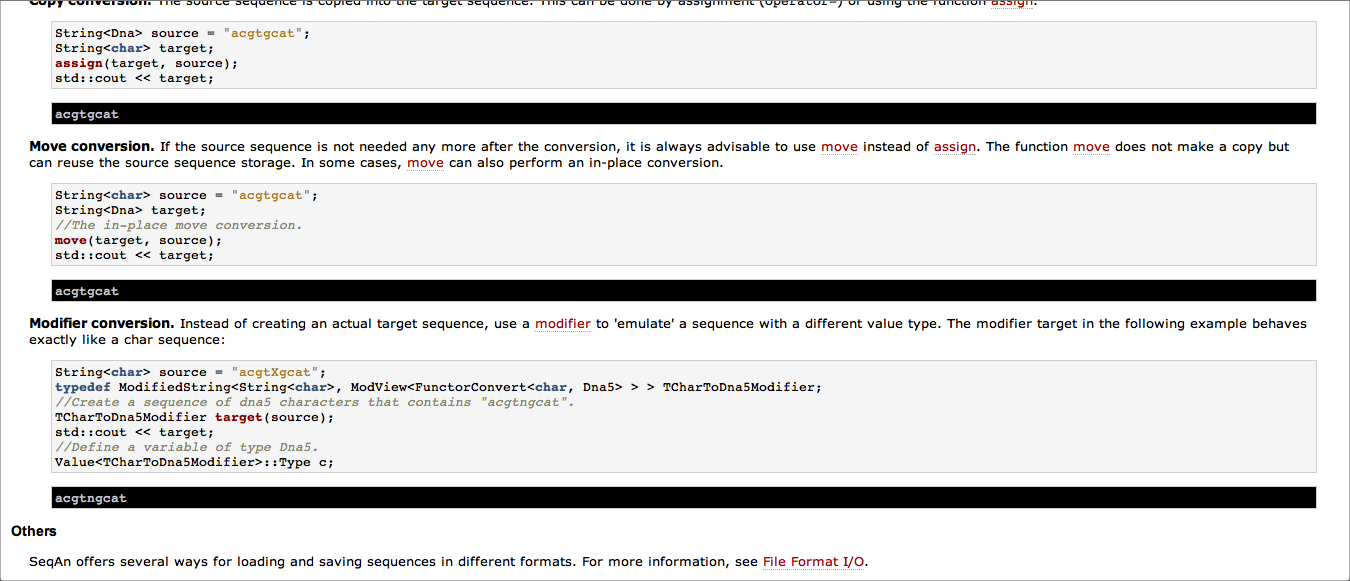 Copy conversion. The source sequence is copied into the target sequence. This can be done by assignment (operator=) or using the function assign.
String<Dna> source = "acgtgcat";
String<char> target;
assign(target, source);
std::cout << target;
acgtgcat
Move conversion. If the source sequence is not needed any more after the conversion, it is always advisable to use move instead of assign. The function move does not make a copy but
can reuse the source sequence storage. In some cases, move can also perform an in-place conversion.
String<char> source = "acgtgcat";
String<Dna> target;
//The in-place move conversion.
move(target, source);
std::cout << target;
acgtgcat
Modifier conversion. Instead of creating an actual target sequence, use a modifier to 'emulate' a sequence with a different value type. The modifier target in the following example behaves
exactly like a char sequence:
String<char> source = "acgtXgcat";
typedef ModifiedString<String<char>, ModView<FunctorConvert<char, Dna5> > > TCharToDna5Modifier;
//Create a sequence of dna5 characters that contains "acgtngcat".
TCharToDna5Modifier target(source);
std::cout << target;
//Define a variable of type Dna5.
Value<TCharToDna5Modifier>::Type c;
acgtngcat
Others
SeqAn offers several ways for loading and saving sequences in different formats. For more information, see File Format I/O.